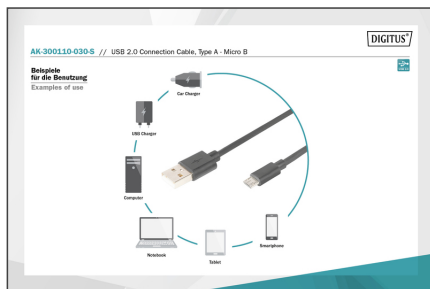 DIGITUS®
AK-300110-030-S // USB 2.0 Connection Cable, Type A - Micro B
Beispiele
für die Benutzung
Examples of use
Car Charger
USB Charger
Computer
Notebook
Tablet
Smartphone